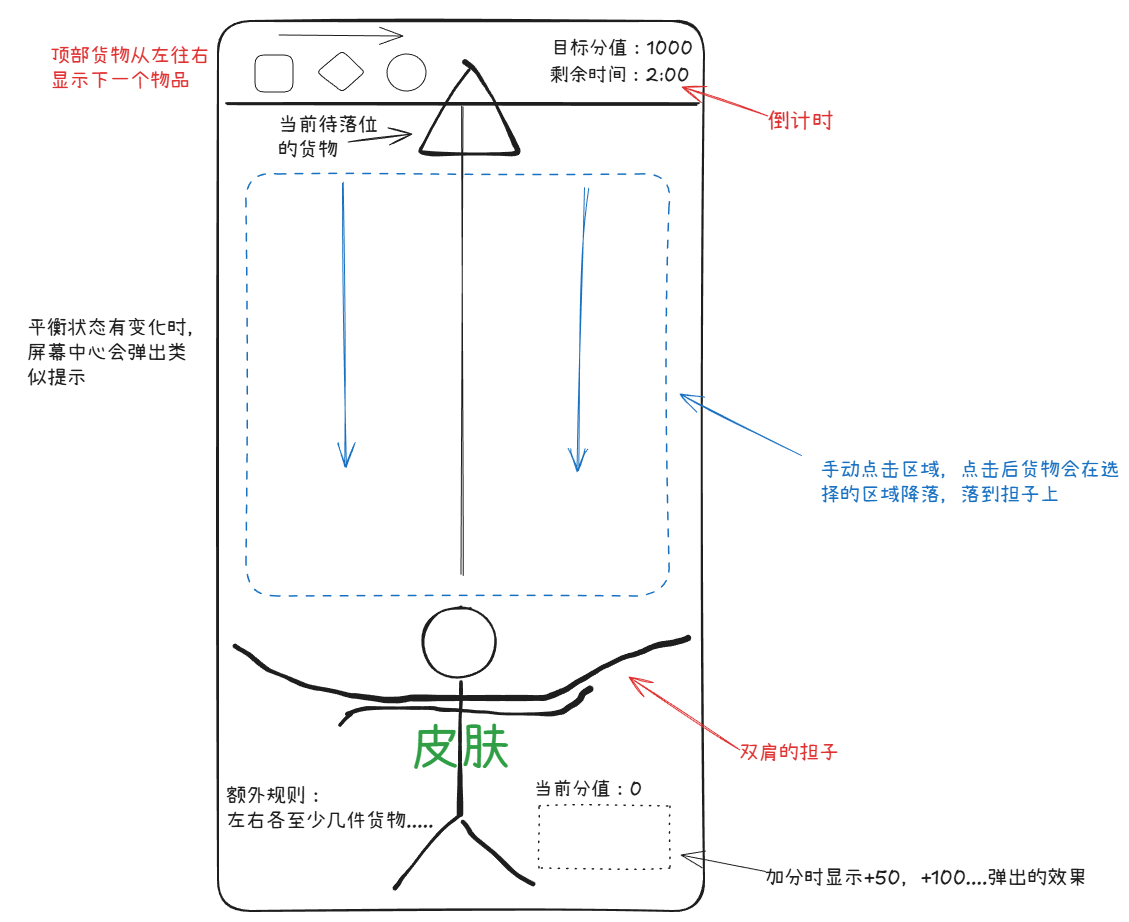 顶部货物从左往右
显示下一个物品
目标分值：1000
剩余时间：2:00
倒计时
当前待落位
的货物
平衡状态有变化时，
屏幕中心会弹出类
似提示
手动点击区域，点击后货物会在选
择的区域降落，落到担子上
皮肤
双肩的担子
额外规则：
左右各至少几件货物.....
当前分值：0
加分时显示+50，+100....弹出的效果